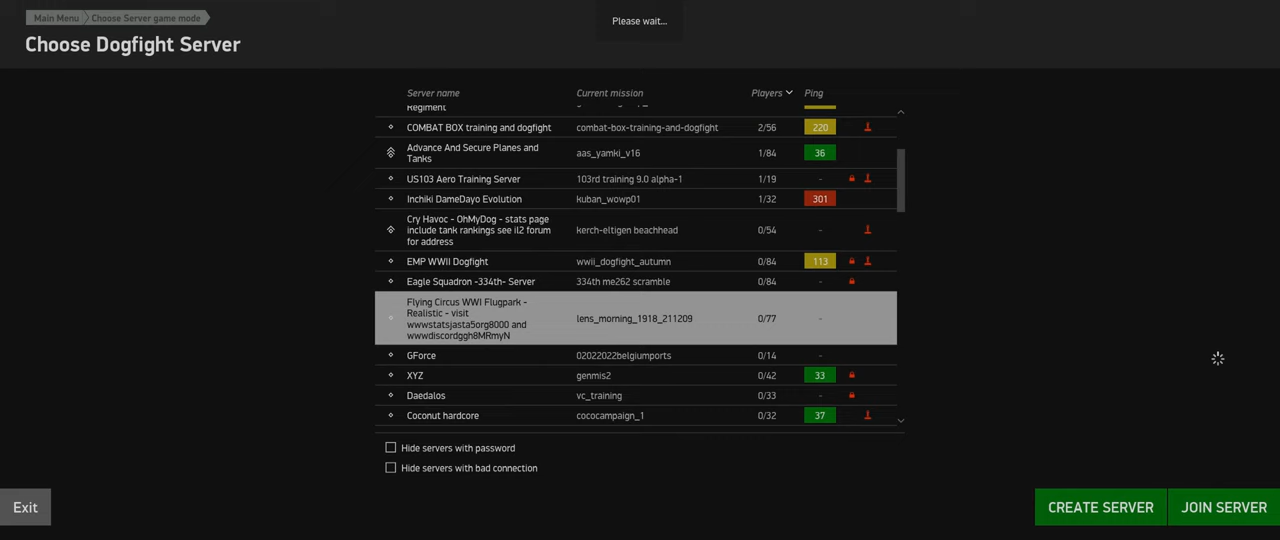 Main Menu Choose Server game mode
Please wait...
Choose Dogfight Server
Server name Current mission Players Ping
Regiment
COMBAT BOX training and dogfight combat-box-training-and-dogfight 2/56 220
Advance And Secure Planes and
Tanks
aas_yamki_v16 1/84 36
US103 Aero Training Server 103rd training 9.0 alpha-1 1/19 -
Inchiki DameDayo Evolution kuban_wowp01 1/32 301
Cry Havoc - OhMyDog - stats page
include tank rankings see il2 forum
for address
kerch-eltigen beachhead 0/54 -
EMP WWII Dogfight wwii_dogfight_autumn 0/84 113
Eagle Squadron -334th- Server 334th me262 scramble 0/84 -
Flying Circus WWI Flugpark -
Realistic - visit
wwwstatsjasta5org8000 and
wwwdiscordggh8MRmyN
lens_morning_1918_211209 0/77 -
GForce 02022022belgiumports 0/14 -
XYZ genmis2 0/42 33
Daedalos vc_training 0/33 -
Coconut hardcore cococampaign_1 0/32 37
Hide servers with password
Hide servers with bad connection
Exit
CREATE SERVER JOIN SERVER